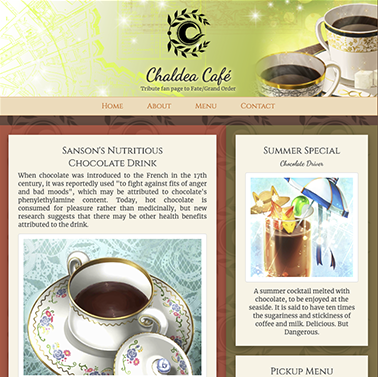 Chaldea Café
Tribute fan page to Fate/Grand Order
Home About Menu Contact
Sanson's Nutritious
Chocolate Drink
When chocolate was introduced to the French in the 17th
century, it was reportedly used "to fight against fits of anger
and bad moods", which may be attributed to chocolate's
phenylethylamine content. Today, hot chocolate is
consumed for pleasure rather than medicinally, but new
research suggests that there may be other health benefits
attributed to the drink.
Summer Special
Chocolate Driver
A summer cocktail melted with
chocolate, to be enjoyed at the
seaside. It is said to have ten times
the sugariness and stickiness of
coffee and milk. Delicious. But
Dangerous.
Pickup Menu